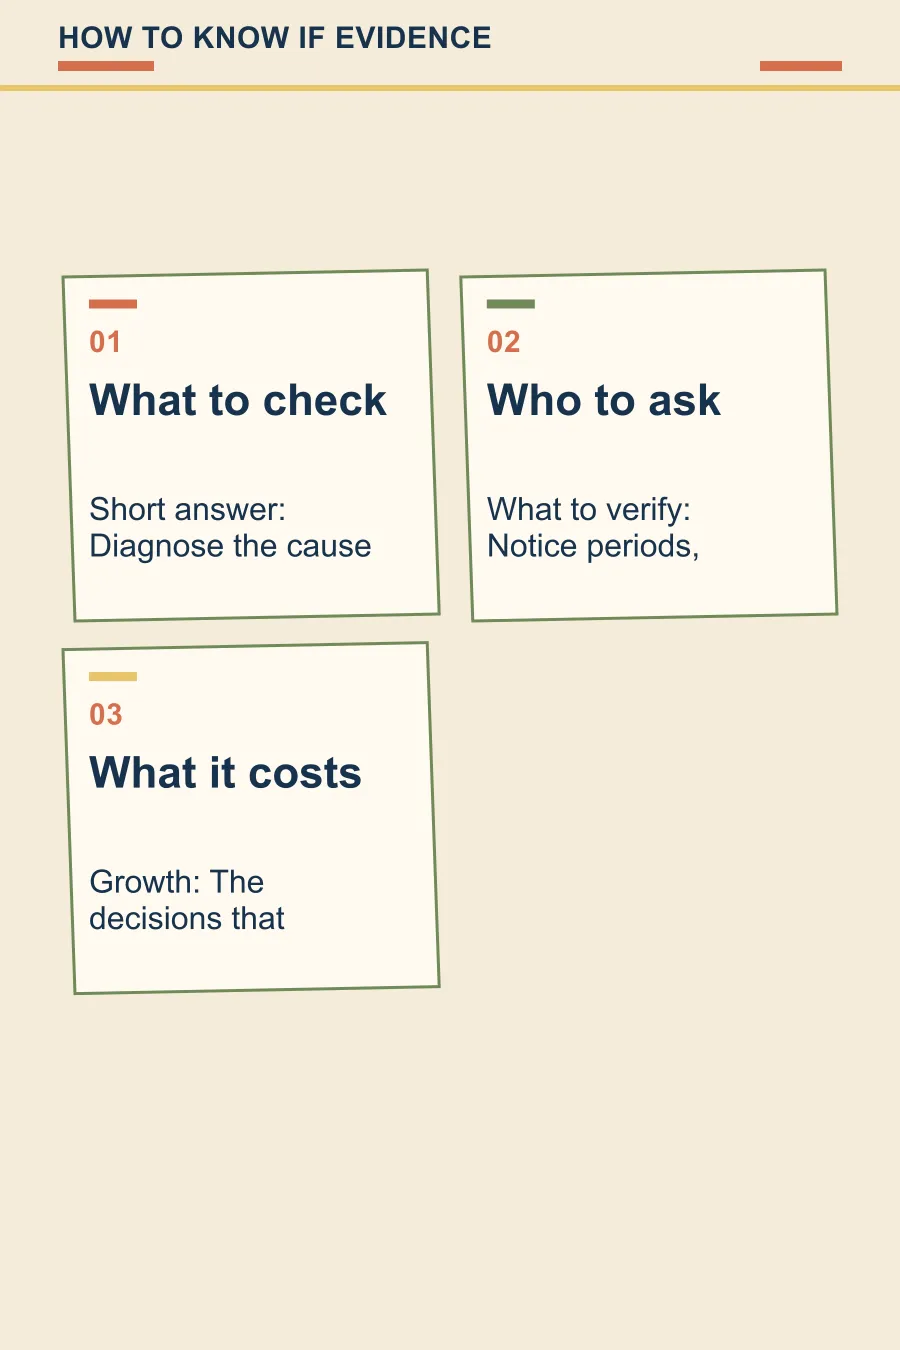 HOW TO KNOW IF EVIDENCE
01
What to check
Short answer:
Diagnose the cause
02
Who to ask
What to verify:
Notice periods,
03
What it costs
Growth: The
decisions that